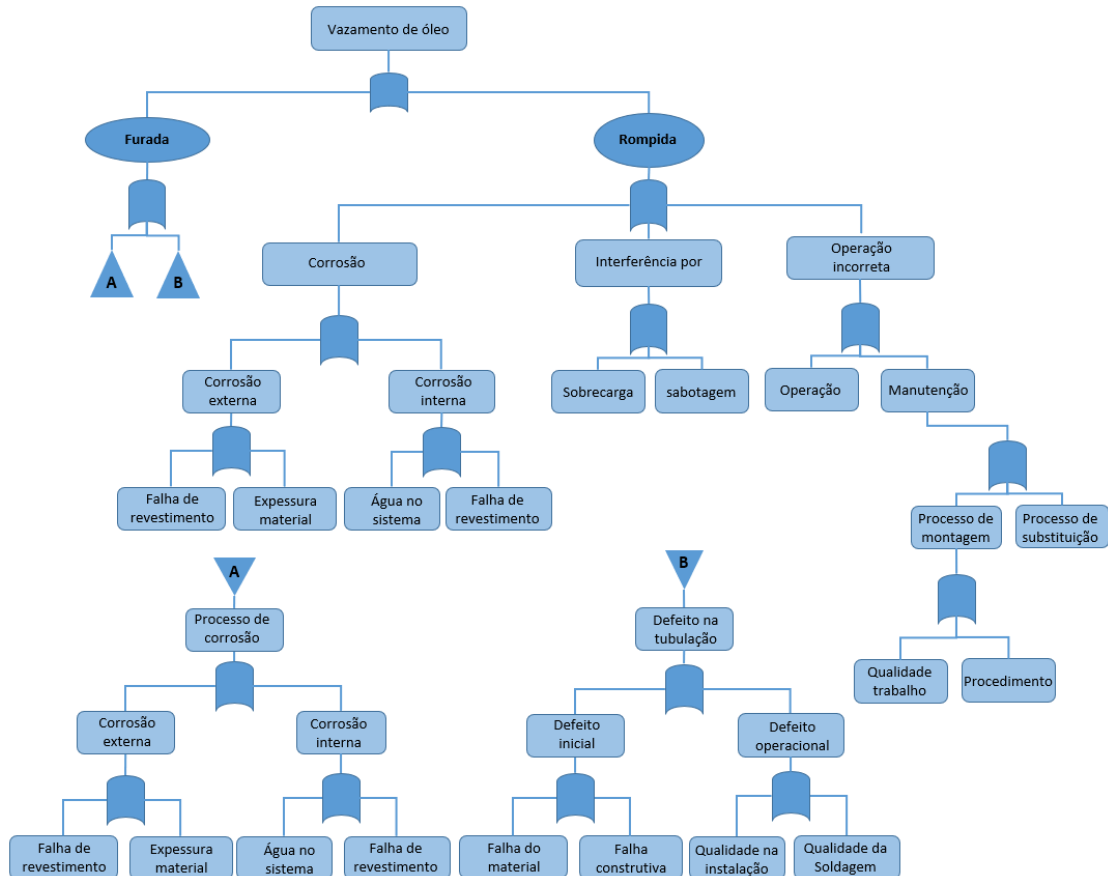 Vazamento de óleo
Furada
Rompida
A
B
Corrosão
Interferência por
Operação
incorreta
Corrosão
externa
Corrosão
interna
Sobrecarga
sabotagem
Operação
Manutenção
Falha de
revestimento
Expessura
material
Água no
sistema
Falha de
revestimento
Processo de
montagem
Processo de
substituição
A
B
Processo de
corrosão
Defeito na
tubulação
Qualidade
trabalho
Procedimento
Corrosão
externa
Corrosão
interna
Defeito
inicial
Defeito
operacional
Falha de
revestimento
Expessura
material
Água no
sistema
Falha de
revestimento
Falha do
material
Falha
construtiva
Qualidade na
instalação
Qualidade da
Soldagem